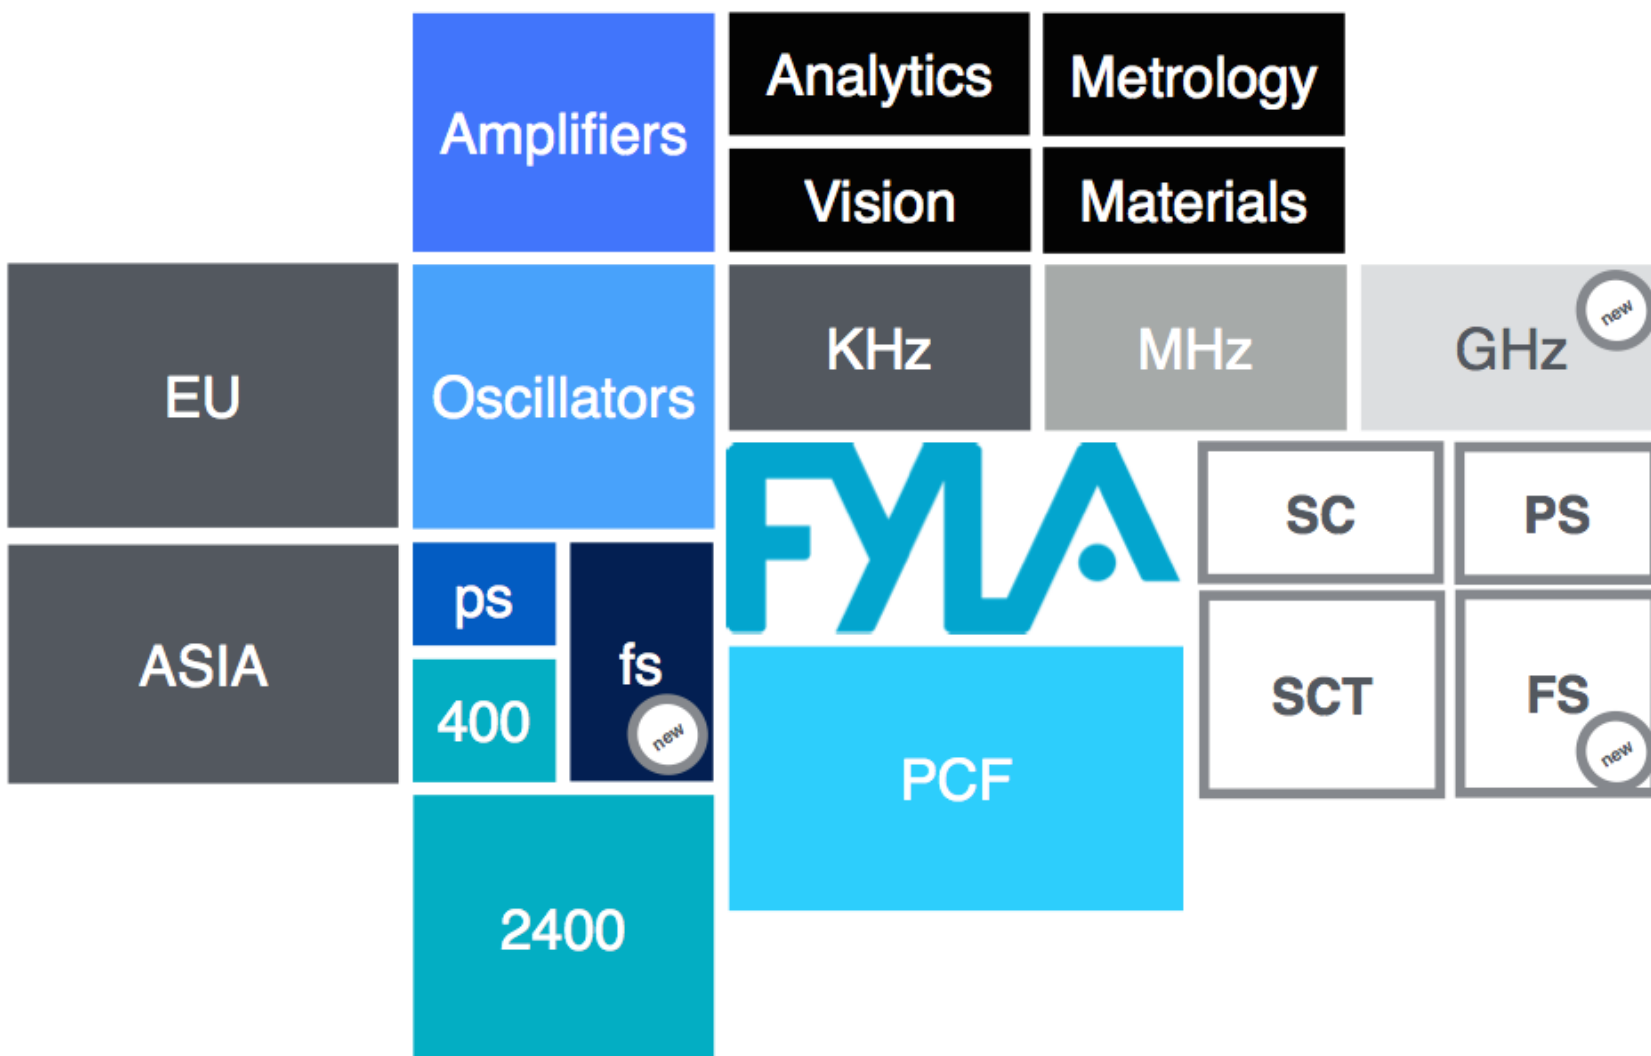 Amplifiers
Analytics
Metrology
Vision
Materials
EU
Oscillators
KHz
MHz
GHz
new
FYLA
SC
PS
ASIA
ps
fs
new
400
SCT
FS
new
PCF
2400